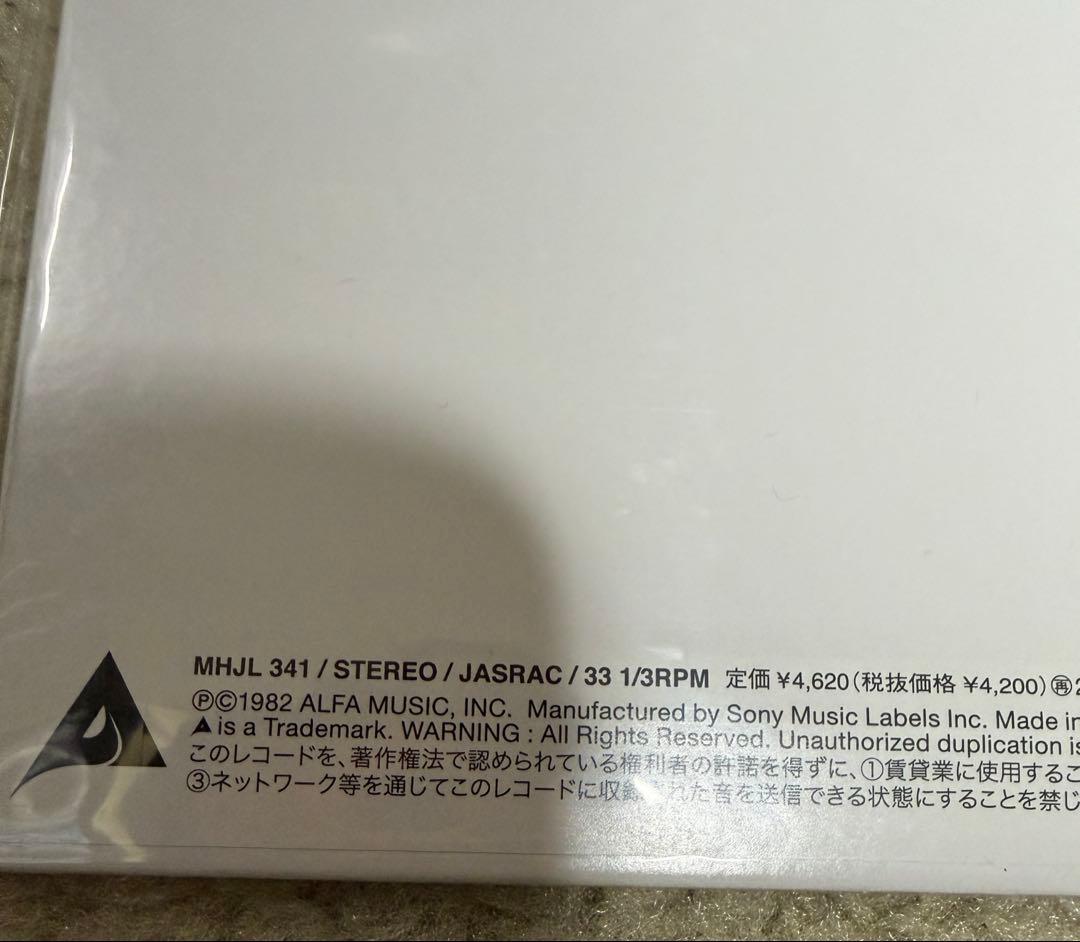 MHJL 341 / STEREO / JASRAC / 33 1/3RPM 定価 ¥4,620（税抜価格 ¥4,200）㊢2
Ⓟ©1982 ALFA MUSIC, INC. Manufactured by Sony Music Labels Inc. Made in
▲ is a Trademark. WARNING : All Rights Reserved. Unauthorized duplication is
このレコードを、著作権法で認められている権利者の許諾を得ずに、①賃貸業に使用するこ
③ネットワーク等を通じてこのレコードに収録された音を送信できる状態にすることを禁じ